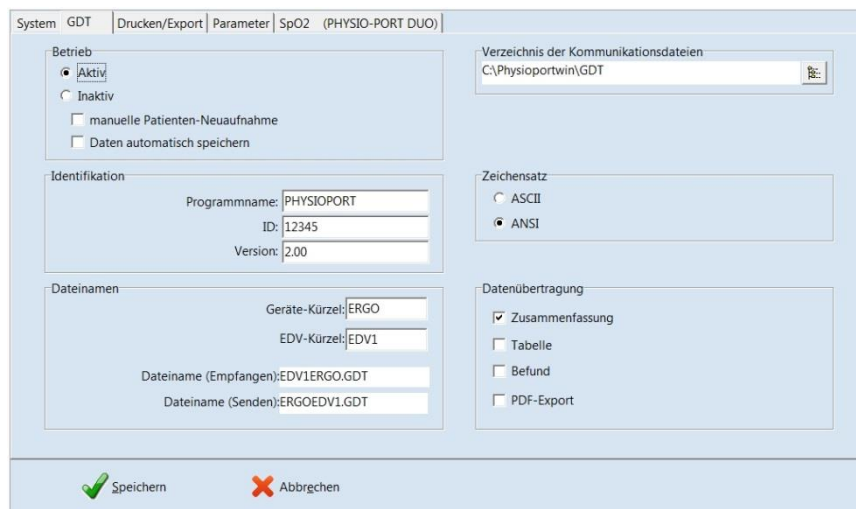 System GDT Drucken/Export Parameter SpO2 (PHYSIO-PORT DUO)
Betrieb
Aktiv
Inaktiv
manuelle Patienten-Neuaufnahme
Daten automatisch speichern
Verzeichnis der Kommunikationsdateien
C:\Physioportwin\GDT
Identifikation
Programmname: PHYSIOPORT
ID: 12345
Version: 2.00
Zeichensatz
ASCII
ANSI
Dateinamen
Geräte-Kürzel: ERGO
EDV-Kürzel: EDV1
Dateiname (Empfangen): EDV1ERGO.GDT
Dateiname (Senden): ERGOEDV1.GDT
Datenübertragung
Zusammenfassung
Tabelle
Befund
PDF-Export
Speichern Abbrechen